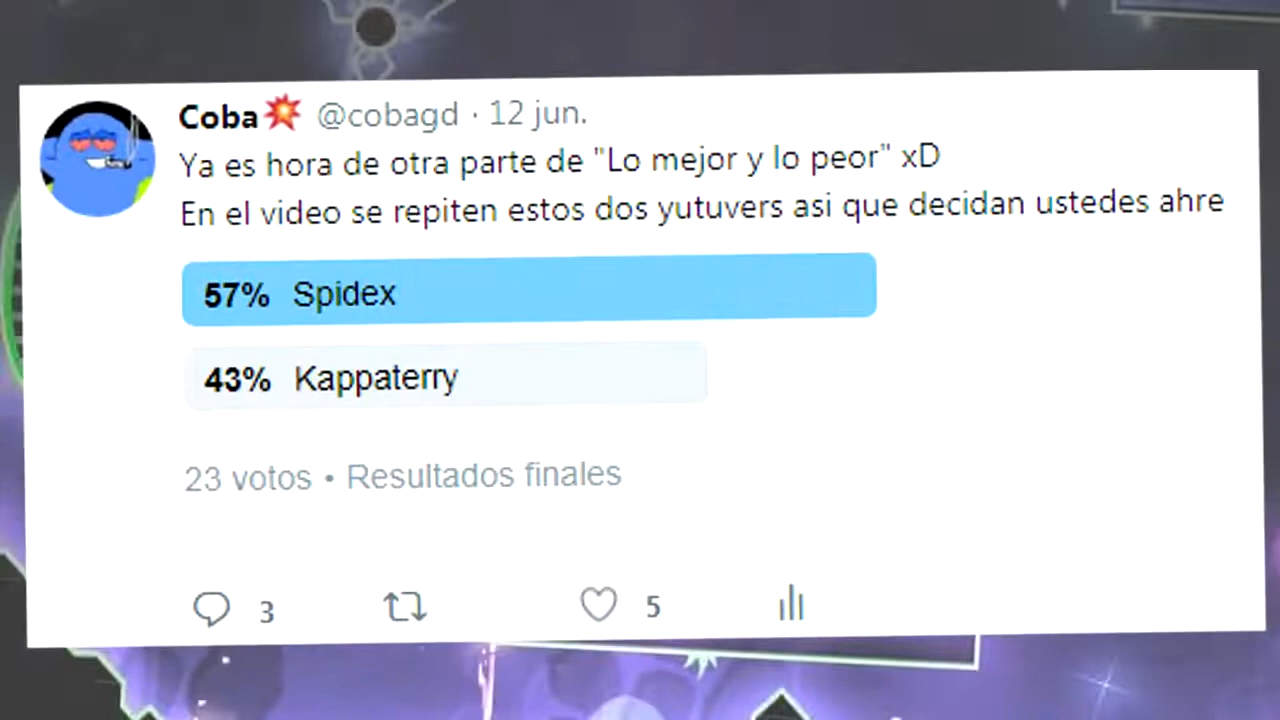 Coba💥 @cobagd · 12 jun.
Ya es hora de otra parte de "Lo mejor y lo peor" xD
En el video se repiten estos dos yutuvers asi que decidan ustedes ahre
57% Spidex
43% Kappaterry
23 votos • Resultados finales
3 5